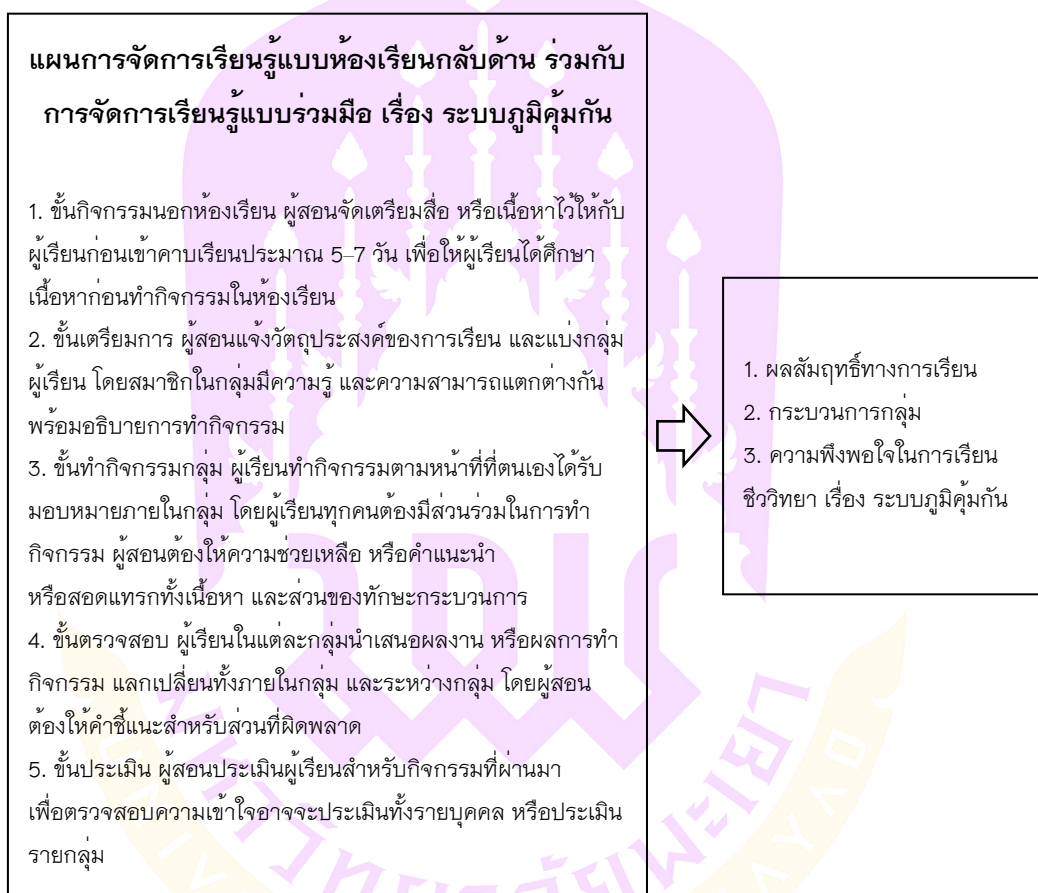 แผนการจัดการเรียนรู้แบบห้องเรียนกลับด้าน ร่วมกับ
การจัดการเรียนรู้แบบร่วมมือ เรื่อง ระบบภูมิคุ้มกัน
1. ขั้นกิจกรรมนอกห้องเรียน ผู้สอนจัดเตรียมสื่อ หรือเนื้อหาไว้ให้กับ
ผู้เรียนก่อนเข้าคาบเรียนประมาณ 5–7 วัน เพื่อให้ผู้เรียนได้ศึกษา
เนื้อหาก่อนทำกิจกรรมในห้องเรียน
2. ขั้นเตรียมการ ผู้สอนแจ้งวัตถุประสงค์ของการเรียน และแบ่งกลุ่ม
ผู้เรียน โดยสมาชิกในกลุ่มมีความรู้ และความสามารถแตกต่างกัน
พร้อมอธิบายการทำกิจกรรม
3. ขั้นทำกิจกรรมกลุ่ม ผู้เรียนทำกิจกรรมตามหน้าที่ที่ตนเองได้รับ
มอบหมายภายในกลุ่ม โดยผู้เรียนทุกคนต้องมีส่วนร่วมในการทำ
กิจกรรม ผู้สอนต้องให้ความช่วยเหลือ หรือคำแนะนำ
หรือสอดแทรกทั้งเนื้อหา และส่วนของทักษะกระบวนการ
4. ขั้นตรวจสอบ ผู้เรียนในแต่ละกลุ่มนำเสนอผลงาน หรือผลการทำ
กิจกรรม แลกเปลี่ยนทั้งภายในกลุ่ม และระหว่างกลุ่ม โดยผู้สอน
ต้องให้คำชี้แนะสำหรับส่วนที่ผิดพลาด
5. ขั้นประเมิน ผู้สอนประเมินผู้เรียนสำหรับกิจกรรมที่ผ่านมา
เพื่อตรวจสอบความเข้าใจอาจจะประเมินทั้งรายบุคคล หรือประเมิน
รายกลุ่ม
1. ผลสัมฤทธิ์ทางการเรียน
2. กระบวนการกลุ่ม
3. ความพึงพอใจในการเรียน
ชีววิทยา เรื่อง ระบบภูมิคุ้มกัน